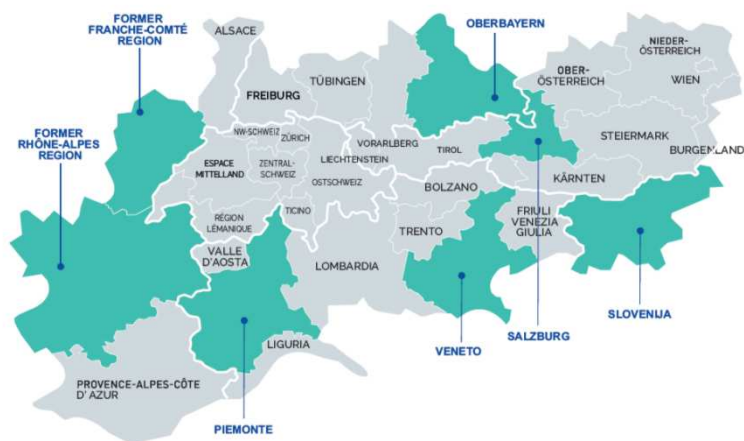 FORMER
FRANCHE-COMTÉ
REGION
ALSACE
OBERBAYERN
NIEDER-
ÖSTERREICH
OBER-
ÖSTERREICH
WIEN
TÜBINGEN
FREIBURG
FORMER
RHÔNE-ALPES
REGION
NW-SCHWEIZ
ZÜRICH
VORARLBERG
TIROL
STEIERMARK
BURGENLAND
LIECHTENSTEIN
ESPACE
MITTELLAND
ZENTRAL-
SCHWEIZ
OSTSCHWEIZ
BOLZANO
KÄRNTEN
RÉGION
LÉMANIQUE
TICINO
FRIULI
VENEZIA
GIULIA
TRENTO
VALLE
D'AOSTA
LOMBARDIA
SLOVENIJA
SALZBURG
VENETO
LIGURIA
PROVENCE-ALPES-CÔTE
D' AZUR
PIEMONTE